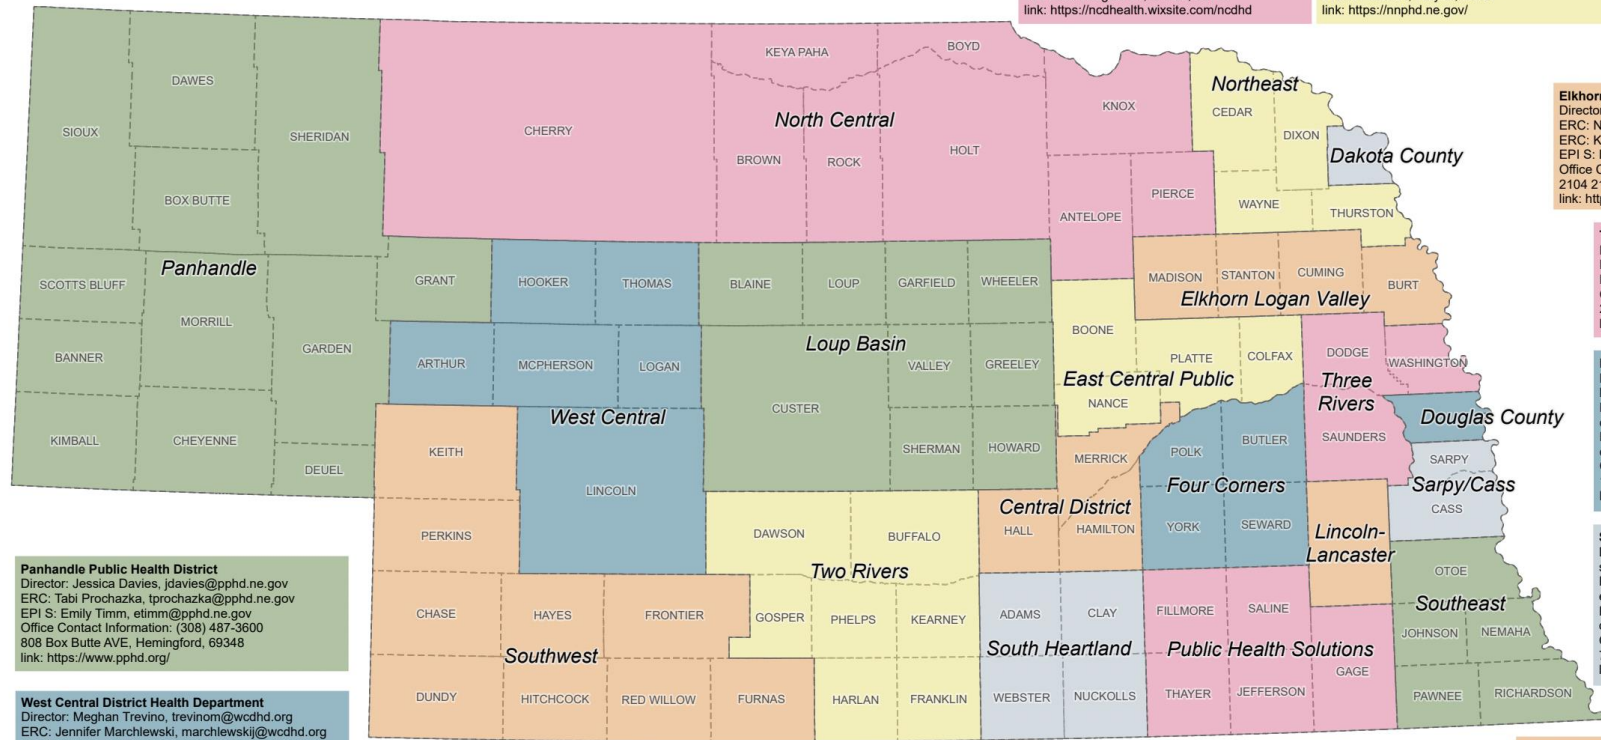 link: https://ncdhealth.wixsite.com/ncdhd
link: https://nnphd.ne.gov/
KEYA PAHA
BOYD
DAWES
SIOUX
SHERIDAN
CHERRY
North Central
BROWN
ROCK
HOLT
KNOX
Northeast
CEDAR
DIXON
Dakota County
BOX BUTTE
ANTELOPE
PIERCE
WAYNE
THURSTON
Elkhorn
Director
ERC: N
ERC: K
EPI S:
Office C
2104 2
link: http
SCOTTS BLUFF
Panhandle
GRANT
HOOKER
THOMAS
BLAINE
LOUP
GARFIELD
WHEELER
MADISON
STANTON
CUMING
BURT
Elkhorn Logan Valley
MORRILL
BANNER
GARDEN
ARTHUR
MCPHERSON
LOGAN
Loup Basin
VALLEY
GREELEY
BOONE
PLATTE
COLFAX
East Central Public
NANCE
DODGE
WASHINGTON
Three
Rivers
CUSTER
West Central
Douglas County
KIMBALL
CHEYENNE
DEUEL
KEITH
LINCOLN
SHERMAN
HOWARD
MERRICK
POLK
BUTLER
SAUNDERS
SARPY
Sarpy/Cass
CASS
Four Corners
Central District
HALL
HAMILTON
YORK
SEWARD
Lincoln-
Lancaster
PERKINS
DAWSON
BUFFALO
Two Rivers
OTOE
Southeast
JOHNSON
NEMAHA
CHASE
HAYES
FRONTIER
GOSPER
PHELPS
KEARNEY
ADAMS
CLAY
FILLMORE
SALINE
South Heartland
Public Health Solutions
GAGE
Southwest
DUNDY
HITCHCOCK
RED WILLOW
FURNAS
HARLAN
FRANKLIN
WEBSTER
NUCKOLLS
THAYER
JEFFERSON
PAWNEE
RICHARDSON
Panhandle Public Health District
Director: Jessica Davies, jdavies@pphd.ne.gov
ERC: Tabi Prochazka, tprochazka@pphd.ne.gov
EPI S: Emily Timm, etimm@pphd.ne.gov
Office Contact Information: (308) 487-3600
808 Box Butte AVE, Hemingford, 69348
link: https://www.pphd.org/
West Central District Health Department
Director: Meghan Trevino, trevinom@wcdhd.org
ERC: Jennifer Marchlewski, marchlewskij@wcdhd.org